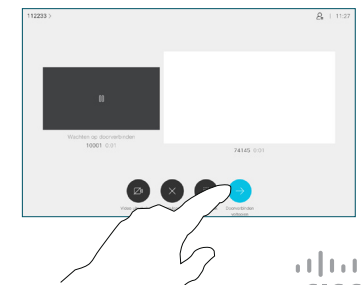 112233 >
11:27
Wachten op doorverbinden
10001 0:01
74145 0:01
Doorverbinden
voltooien